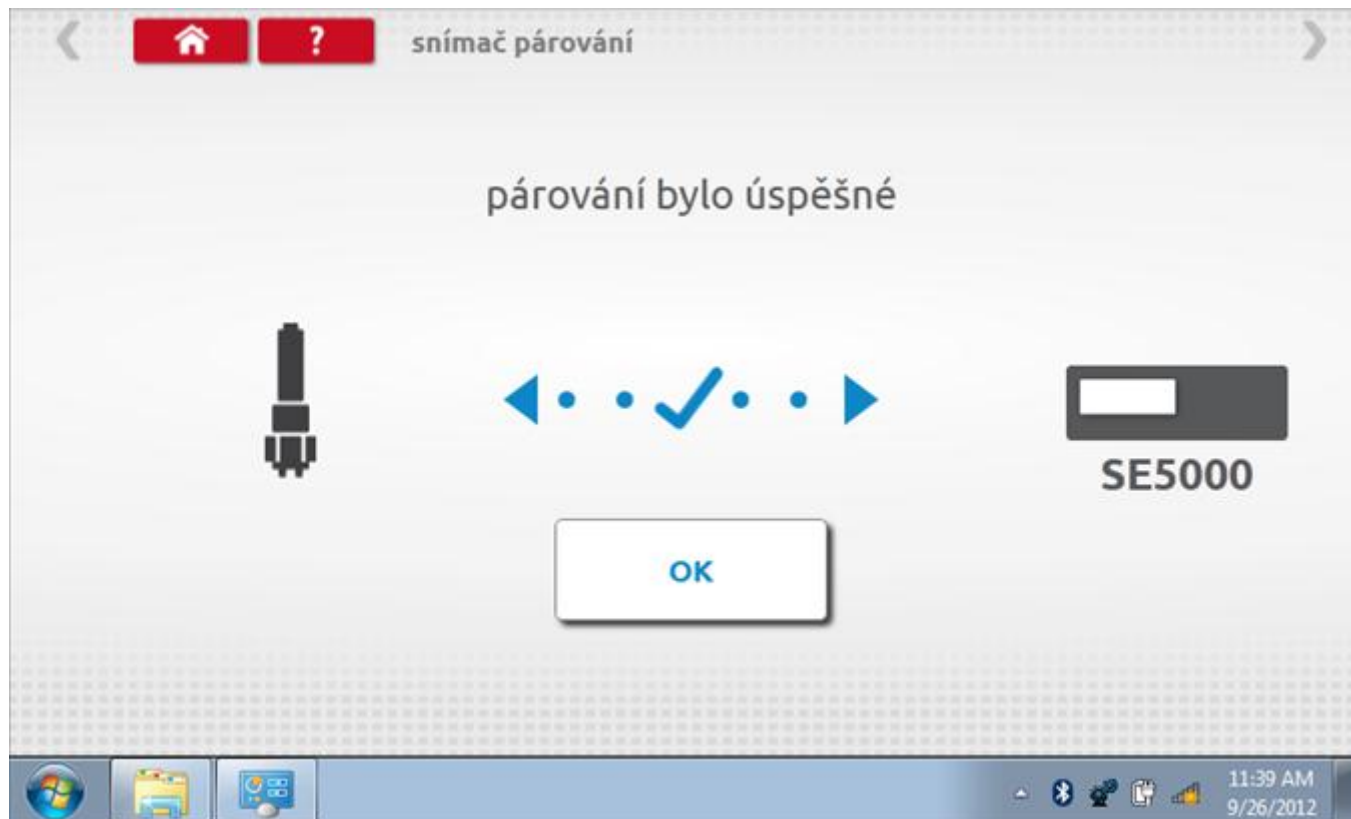 ? snímač párování
párování bylo úspěšné
SE5000
OK
11:39 AM
9/26/2012